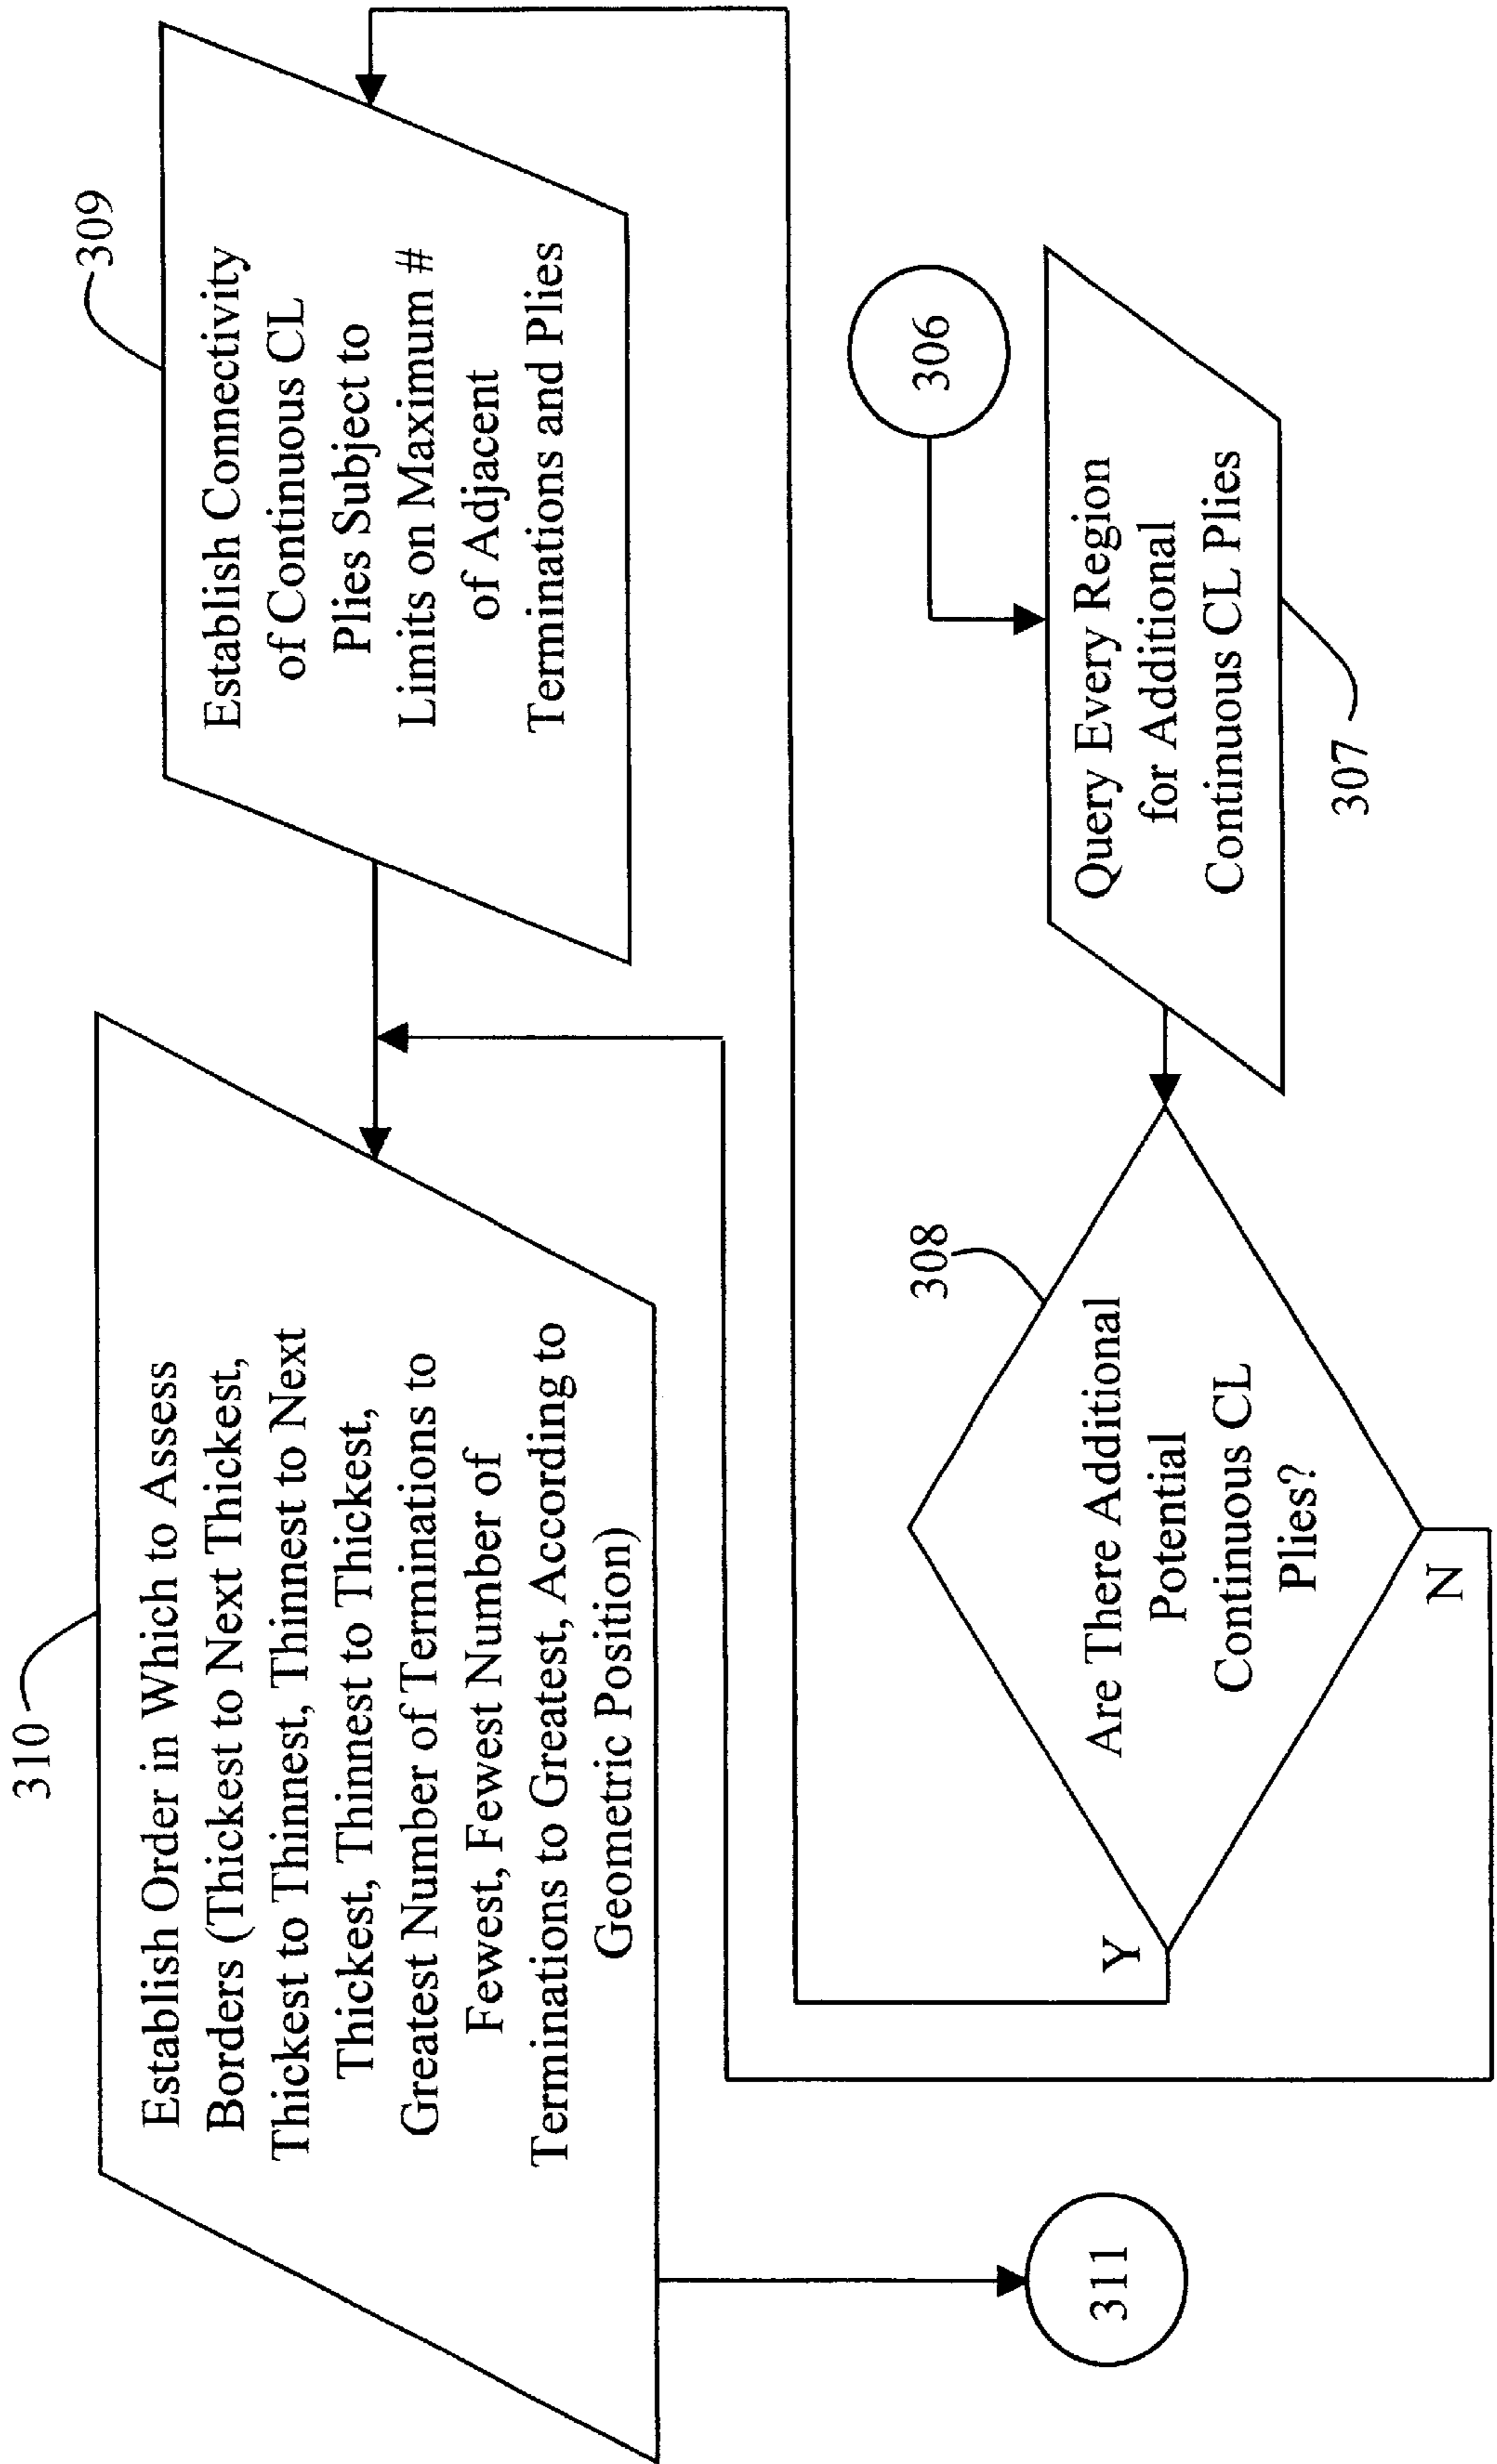 306
Query Every Region
for Additional
Continuous CL Plies
307
308
Are There Additional
Potential
Continuous CL
Plies?
Y
N
309
Establish Connectivity
of Continuous CL
Plies Subject to
Limits on Maximum #
of Adjacent
Terminations and Plies
310
Establish Order in Which to Assess
Borders (Thickest to Next Thickest,
Thickest to Thinnest, Thinnest to Next
Thickest, Thinnest to Thickest,
Greatest Number of Terminations to
Fewest, Fewest Number of
Terminations to Greatest, According to
Geometric Position)
311